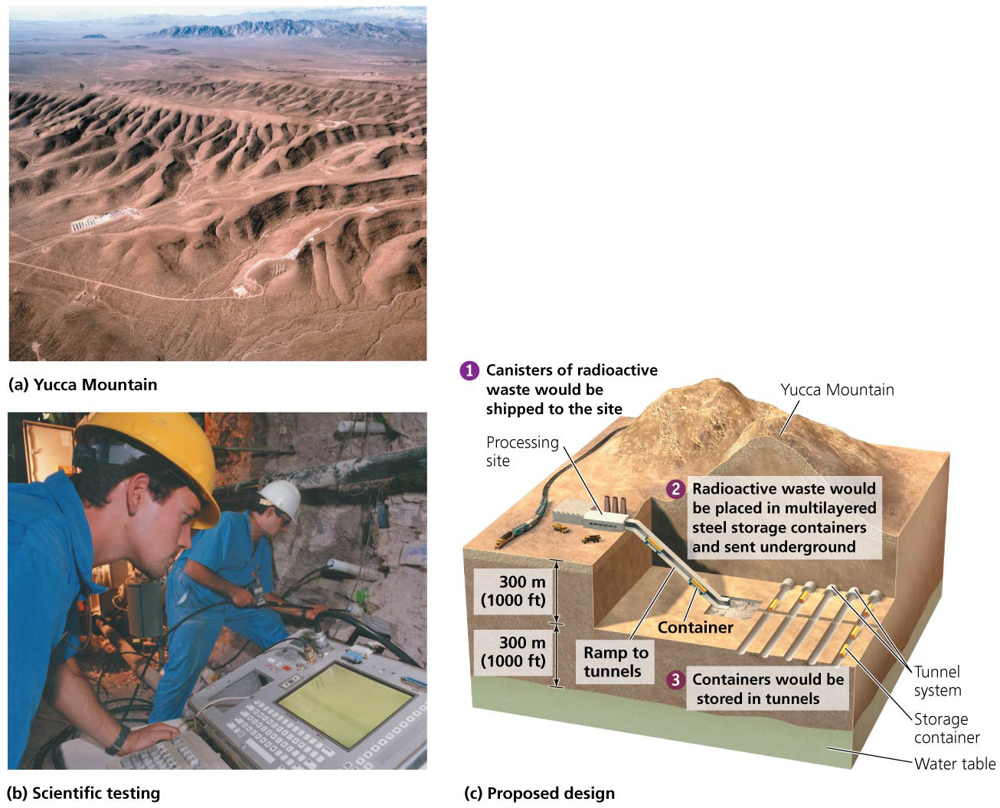 (a) Yucca Mountain
(b) Scientific testing
1 Canisters of radioactive
waste would be
shipped to the site
Yucca Mountain
Processing
site
2 Radioactive waste would
be placed in multilayered
steel storage containers
and sent underground
300 m
(1000 ft)
Container
300 m
(1000 ft)
Ramp to
tunnels
3 Containers would be
stored in tunnels
Tunnel
system
Storage
container
Water table
(c) Proposed design